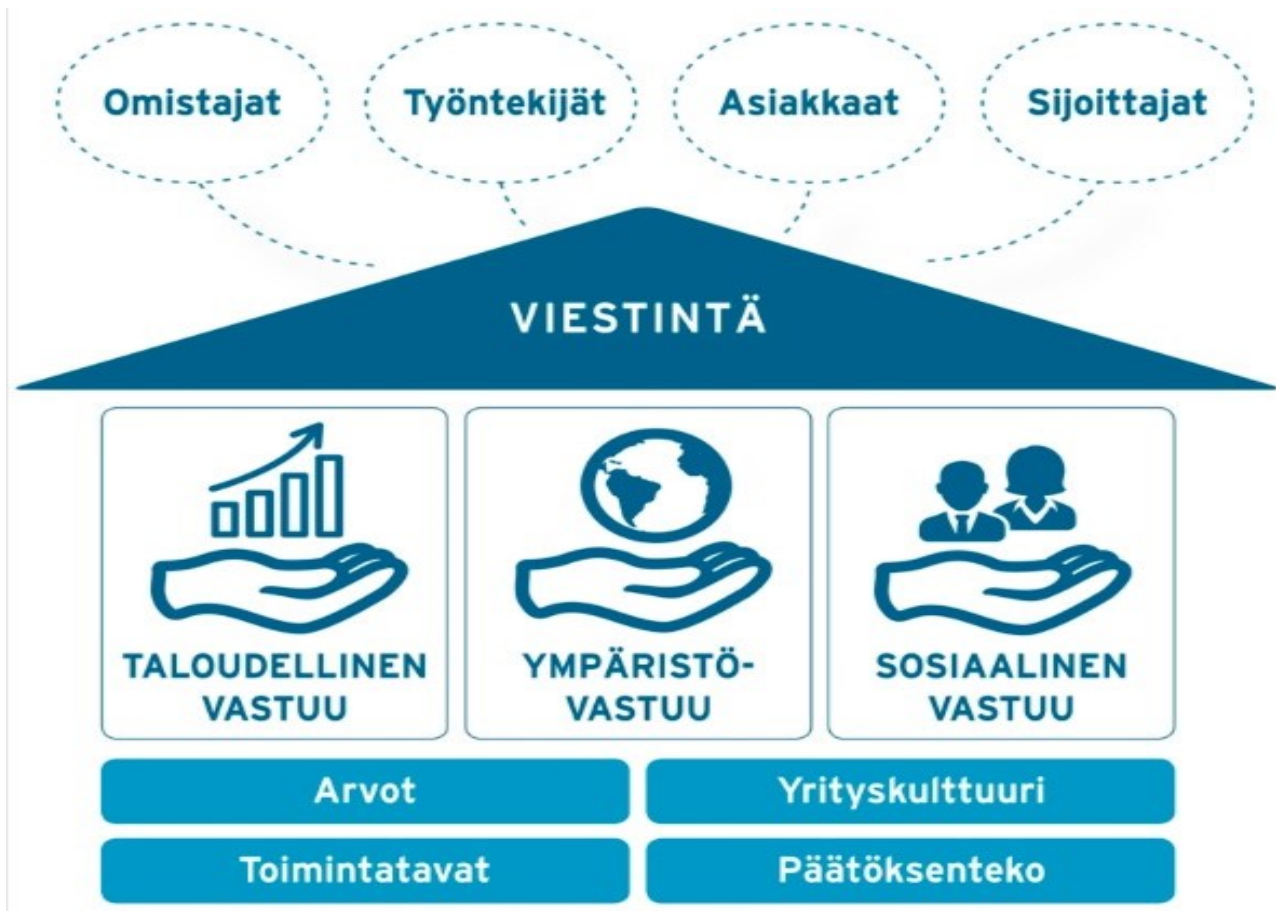 Omistajat
Työntekijät
Asiakkaat
Sijoittajat
VIESTINTÄ
TALOUDELLINEN
VASTUU
YMPÄRISTÖ-
VASTUU
SOSIAALINEN
VASTUU
Arvot
Yrityskulttuuri
Toimintatavat
Päätöksenteko